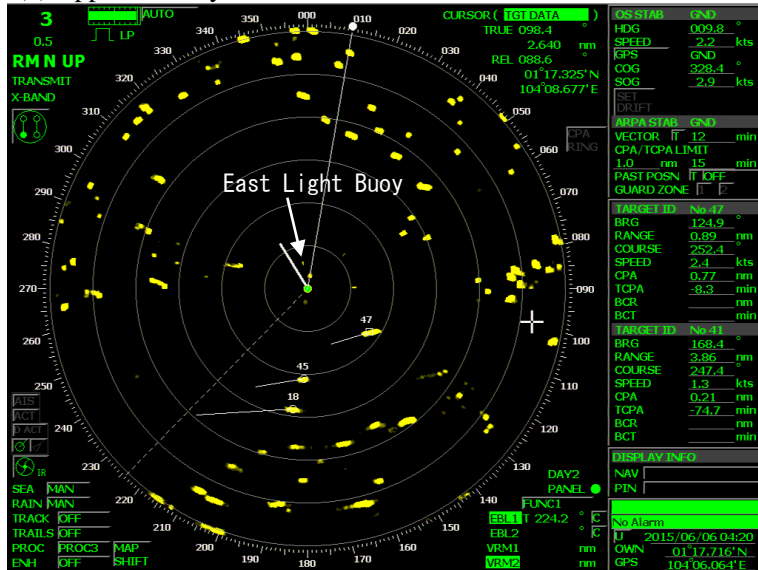 3
0.5
RM N UP
TRANSMIT
X-BAND
AUTO
LP
CURSOR ( TGT DATA )
TRUE 098.4 °
2.640 nm
REL 088.6 °
01°17.325'N
104°08.677'E
CPA
RING
000
010
020
030
040
050
060
070
080
090
100
110
120
130
140
150
160
170
180
190
200
210
220
230
240
250
260
270
280
290
300
310
320
330
340
350
East Light Buoy
47
45
18
AIS
ACT
D ACT
IR
SEA MAN
RAIN MAN
TRACK OFF
TRAILS OFF
PROC PROC3 MAP
ENH OFF SHIFT
DAY2
PANEL
FUNC1
EBL1 T 224.2 ° C
EBL2 ° C
VRM1 nm
VRM2 nm
OS STAB GND
HDG 009.8 °
SPEED 2.2 kts
GPS GND
COG 328.4 °
SOG 2.9 kts
SET
DRIFT
ARPA STAB GND
VECTOR T 12 min
CPA/TCPA LIMIT
1.0 nm 15 min
PAST POSN T OFF
GUARD ZONE 1 2
TARGET ID No 47
BRG 124.9 °
RANGE 0.89 nm
COURSE 252.4 °
SPEED 2.4 kts
CPA 0.77 nm
TCPA -8.3 min
BCR nm
BCT min
TARGET ID No 41
BRG 168.4 °
RANGE 3.86 nm
COURSE 247.4 °
SPEED 1.3 kts
CPA 0.21 nm
TCPA -74.7 min
BCR nm
BCT min
DISPLAY INFO
NAV
PIN
No Alarm
U 2015/06/06 04:20
OWN 01°17.716'N
GPS 104°06.064'E